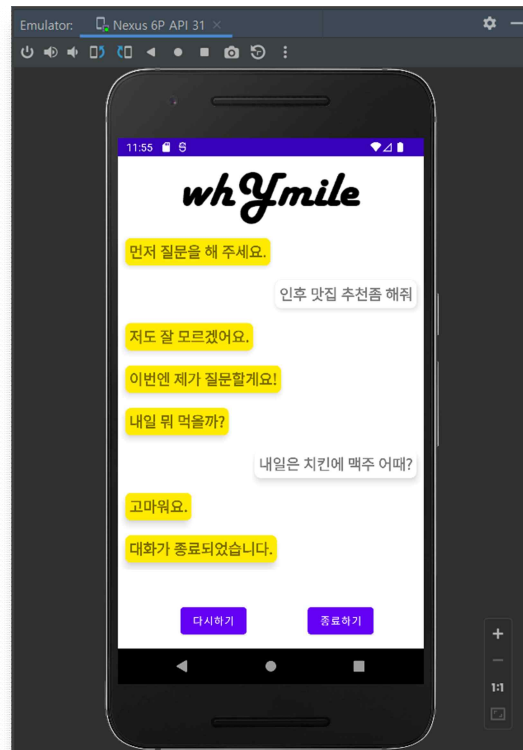 Emulator: Nexus 6P API 31
11:55
whYmile
먼저 질문을 해 주세요.
인후 맛집 추천좀 해줘
저도 잘 모르겠어요.
이번엔 제가 질문할게요!
내일 뭐 먹을까?
내일은 치킨에 맥주 어때?
고마워요.
대화가 종료되었습니다.
다시하기 종료하기
1:1